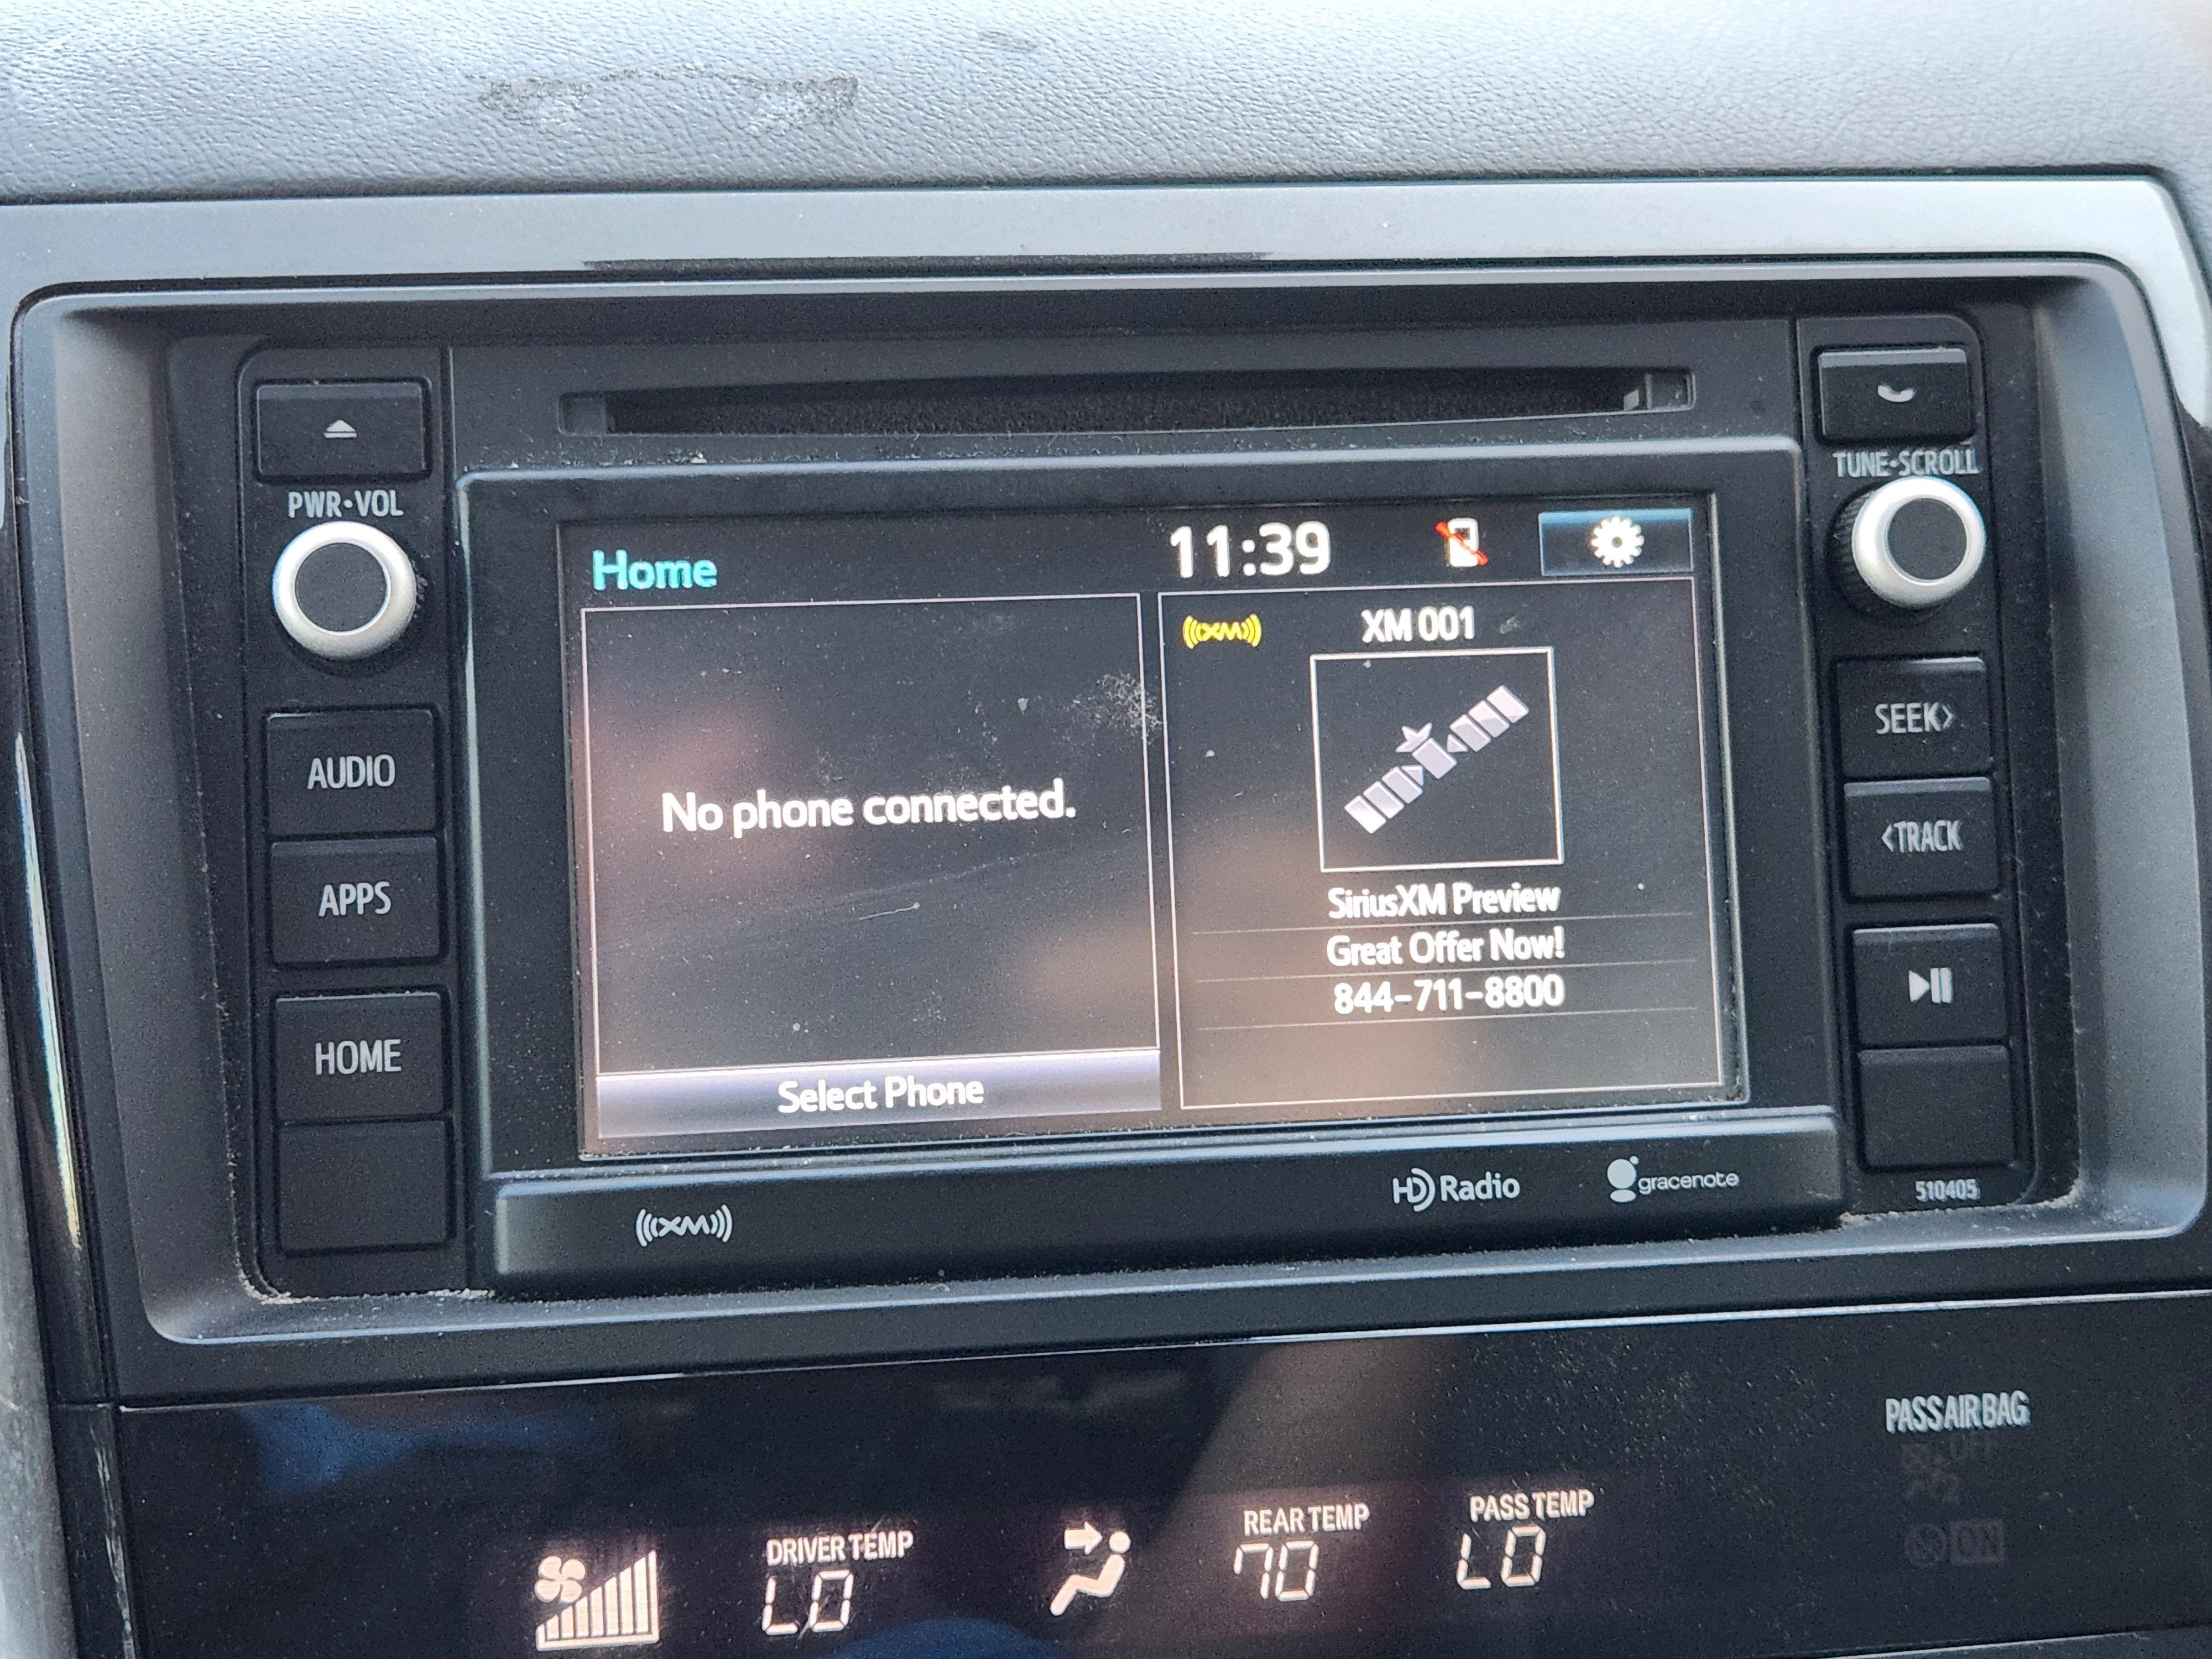 PWR•VOL
AUDIO
APPS
HOME
Home
11:39
No phone connected.
Select Phone
XM
XM 001
SiriusXM Preview
Great Offer Now!
844-711-8800
TUNE•SCROLL
SEEK>
<TRACK
XM
HD Radio
gracenote
510405
PASS AIR BAG
OFF
ON
DRIVER TEMP
LO
REAR TEMP
70
PASS TEMP
LO